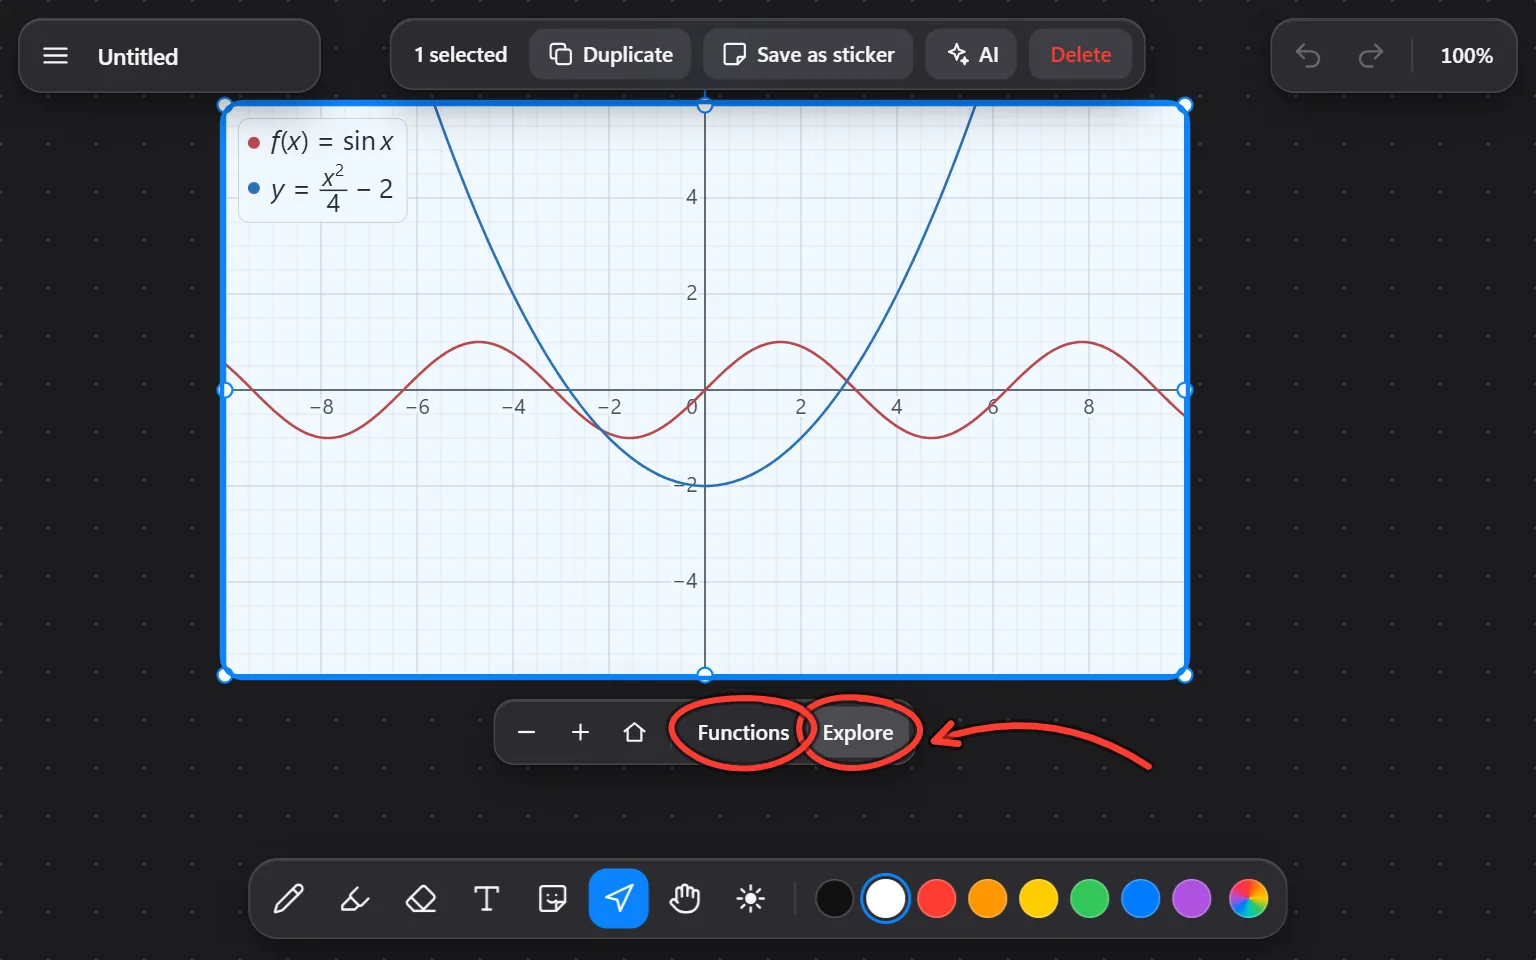 Untitled
1 selected
Duplicate
Save as sticker
AI
Delete
100%
f(x) = sin x
y = x²/4 − 2
4
2
−8 −6 −4 −2 0 2 4 6 8
−2
−4
− + Functions Explore